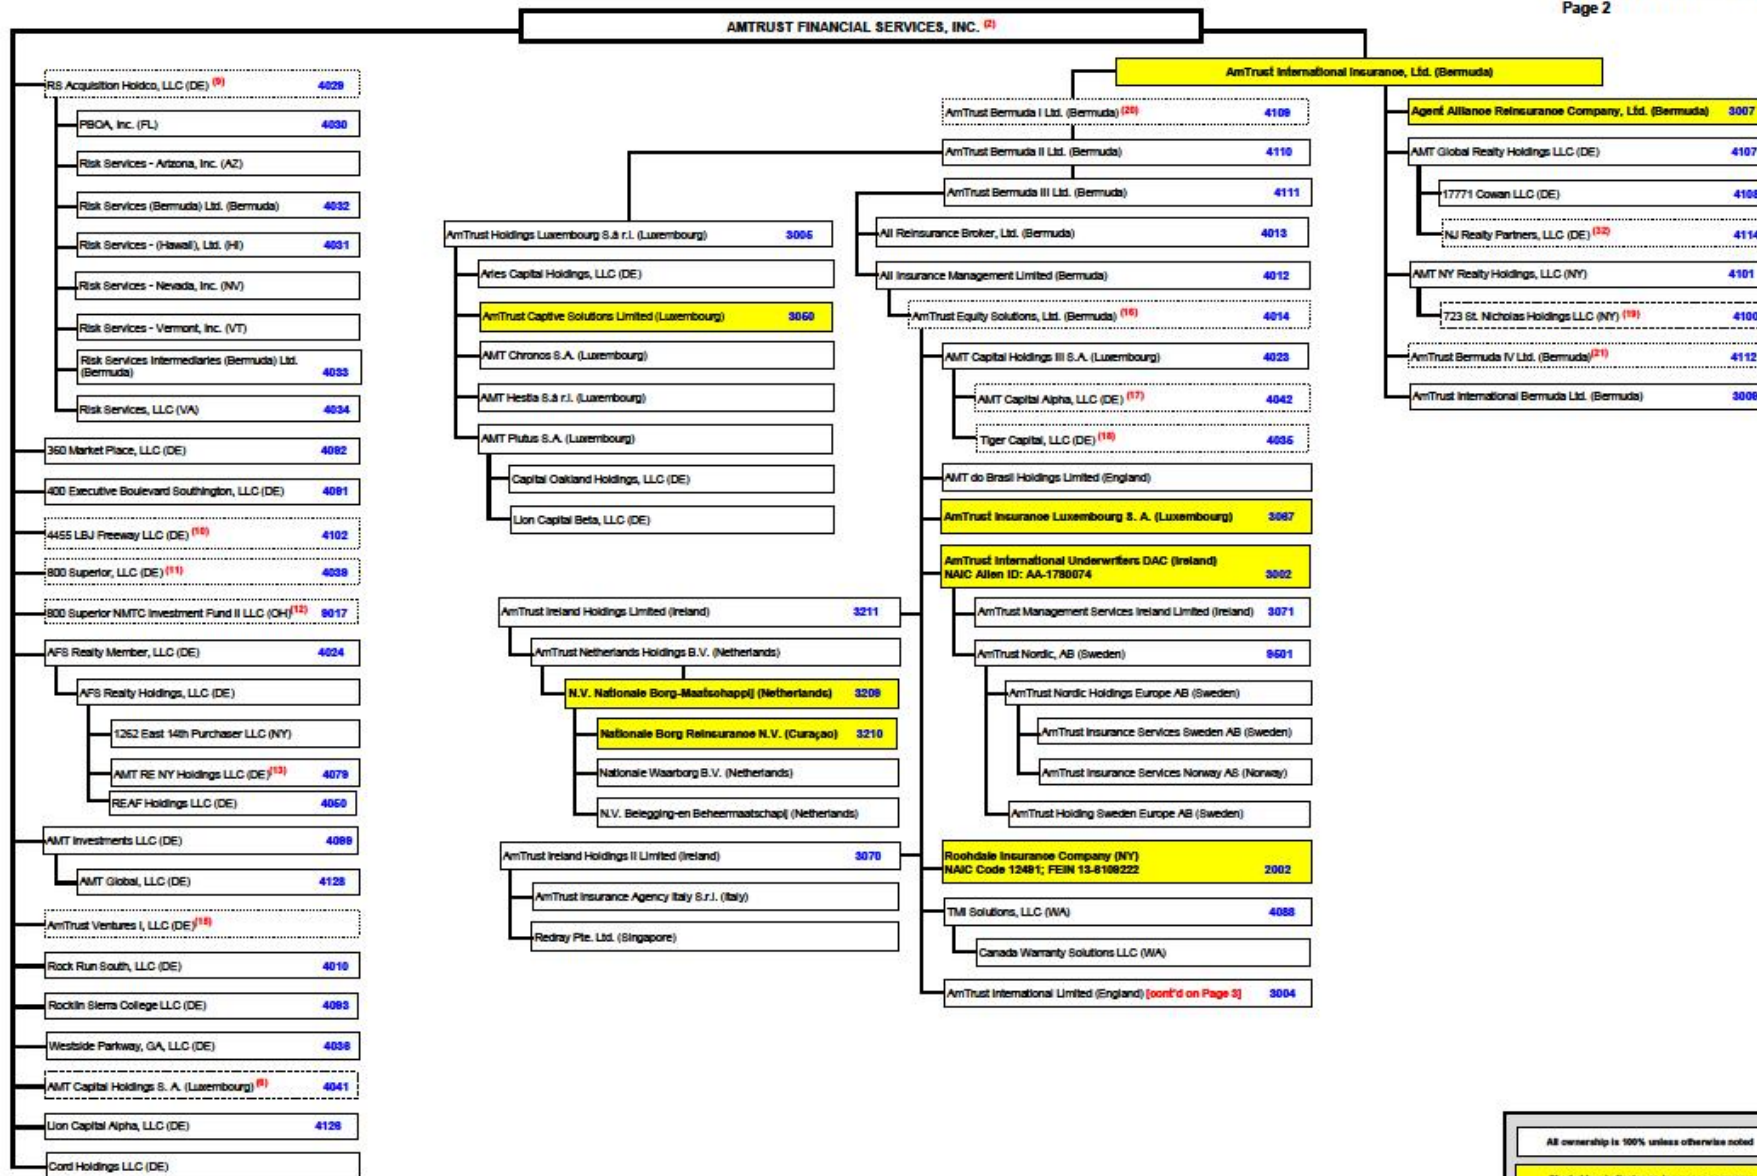 Page 2
AMTRUST FINANCIAL SERVICES, INC. (2)
RS Acquisition Holdco, LLC (DE) (9) 4029
PBOA, Inc. (FL) 4030
Risk Services - Arizona, Inc. (AZ)
Risk Services (Bermuda) Ltd. (Bermuda) 4032
Risk Services - (Hawaii), Ltd. (HI) 4031
Risk Services - Nevada, Inc. (NV)
Risk Services - Vermont, Inc. (VT)
Risk Services Intermediaries (Bermuda) Ltd.
(Bermuda) 4033
Risk Services, LLC (VA) 4034
360 Market Place, LLC (DE) 4092
400 Executive Boulevard Southington, LLC (DE) 4091
4455 LBJ Freeway LLC (DE) (10) 4102
800 Superior, LLC (DE) (11) 4039
800 Superior NMTC Investment Fund II LLC (OH) (12) 9017
AFS Realty Member, LLC (DE) 4024
AFS Realty Holdings, LLC (DE)
1262 East 14th Purchaser LLC (NY)
AMT RE NY Holdings LLC (DE) (13) 4079
REAF Holdings LLC (DE) 4050
AMT Investments LLC (DE) 4099
AMT Global, LLC (DE) 4128
AmTrust Ventures I, LLC (DE) (15)
Rock Run South, LLC (DE) 4010
Rocklin Sierra College LLC (DE) 4093
Westside Parkway, GA, LLC (DE) 4036
AMT Capital Holdings S. A. (Luxembourg) (6) 4041
Lion Capital Alpha, LLC (DE) 4126
Cord Holdings LLC (DE)
AmTrust Holdings Luxembourg S.à r.l. (Luxembourg) 3005
Aries Capital Holdings, LLC (DE)
AmTrust Captive Solutions Limited (Luxembourg) 3050
AMT Chronos S.A. (Luxembourg)
AMT Hestia S.à r.l. (Luxembourg)
AMT Plutus S.A. (Luxembourg)
Capital Oakland Holdings, LLC (DE)
Lion Capital Beta, LLC (DE)
AmTrust Ireland Holdings Limited (Ireland) 3211
AmTrust Netherlands Holdings B.V. (Netherlands)
N.V. Nationale Borg-Maatschappij (Netherlands) 3209
Nationale Borg Reinsurance N.V. (Curaçao) 3210
Nationale Waarborg B.V. (Netherlands)
N.V. Belegging-en Beheermaatschapij (Netherlands)
AmTrust Ireland Holdings II Limited (Ireland) 3070
AmTrust Insurance Agency Italy S.r.l. (Italy)
Redray Pte. Ltd. (Singapore)
AmTrust International Insurance, Ltd. (Bermuda)
AmTrust Bermuda I Ltd. (Bermuda) (20) 4109
AmTrust Bermuda II Ltd. (Bermuda) 4110
AmTrust Bermuda III Ltd. (Bermuda) 4111
AII Reinsurance Broker, Ltd. (Bermuda) 4013
AII Insurance Management Limited (Bermuda) 4012
AmTrust Equity Solutions, Ltd. (Bermuda) (16) 4014
AMT Capital Holdings III S.A. (Luxembourg) 4023
AMT Capital Alpha, LLC (DE) (17) 4042
Tiger Capital, LLC (DE) (18) 4035
AMT do Brasil Holdings Limited (England)
AmTrust Insurance Luxembourg S. A. (Luxembourg) 3067
AmTrust International Underwriters DAC (Ireland)
NAIC Alien ID: AA-1780074 3002
AmTrust Management Services Ireland Limited (Ireland) 3071
AmTrust Nordic, AB (Sweden) 9501
AmTrust Nordic Holdings Europe AB (Sweden)
AmTrust Insurance Services Sweden AB (Sweden)
AmTrust Insurance Services Norway AS (Norway)
AmTrust Holding Sweden Europe AB (Sweden)
Rochdale Insurance Company (NY)
NAIC Code 12491; FEIN 13-6109222 2002
TMI Solutions, LLC (WA) 4088
Canada Warranty Solutions LLC (WA)
AmTrust International Limited (England) [cont'd on Page 3] 3004
Agent Alliance Reinsurance Company, Ltd. (Bermuda) 3007
AMT Global Realty Holdings LLC (DE) 4107
17771 Cowan LLC (DE) 4108
NJ Realty Partners, LLC (DE) (32) 4114
AMT NY Realty Holdings, LLC (NY) 4101
723 St. Nicholas Holdings LLC (NY) (19) 4100
AmTrust Bermuda IV Ltd. (Bermuda) (21) 4112
AmTrust International Bermuda Ltd. (Bermuda) 3009
All ownership is 100% unless otherwise noted